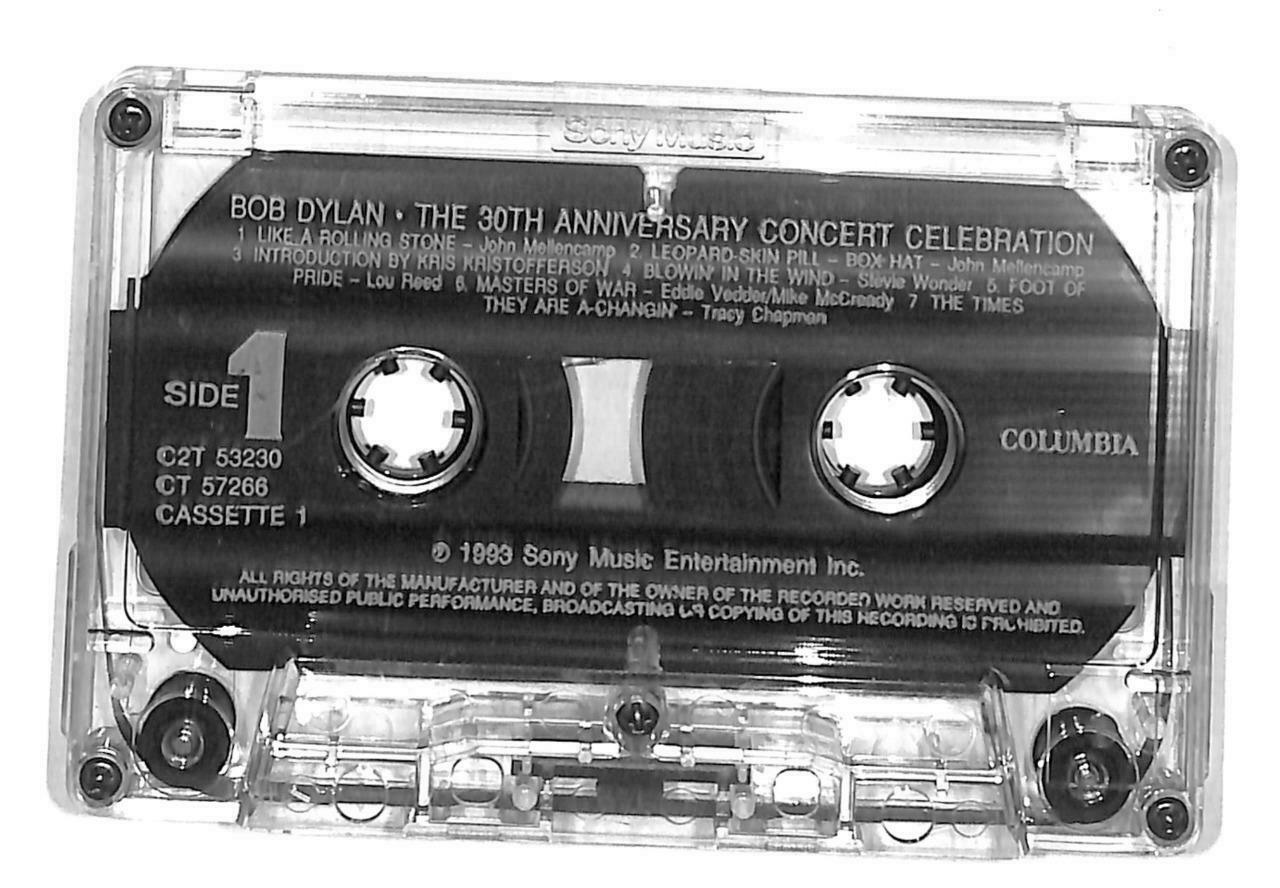 Sony Music
BOB DYLAN • THE 30TH ANNIVERSARY CONCERT CELEBRATION
1 LIKE A ROLLING STONE – John Mellencamp 2 LEOPARD-SKIN PILL – BOX HAT – John Mellencamp
3 INTRODUCTION BY KRIS KRISTOFFERSON 4 BLOWIN' IN THE WIND – Stevie Wonder 5. FOOT OF
PRIDE – Lou Reed 6. MASTERS OF WAR – Eddie Vedder/Mike McCready 7 THE TIMES
THEY ARE A-CHANGIN' – Tracy Chapman
SIDE 1
C2T 53230
CT 57266
CASSETTE 1
COLUMBIA
℗ 1993 Sony Music Entertainment Inc.
ALL RIGHTS OF THE MANUFACTURER AND OF THE OWNER OF THE RECORDED WORK RESERVED AND
UNAUTHORISED PUBLIC PERFORMANCE, BROADCASTING OR COPYING OF THIS RECORDING IS PROHIBITED.